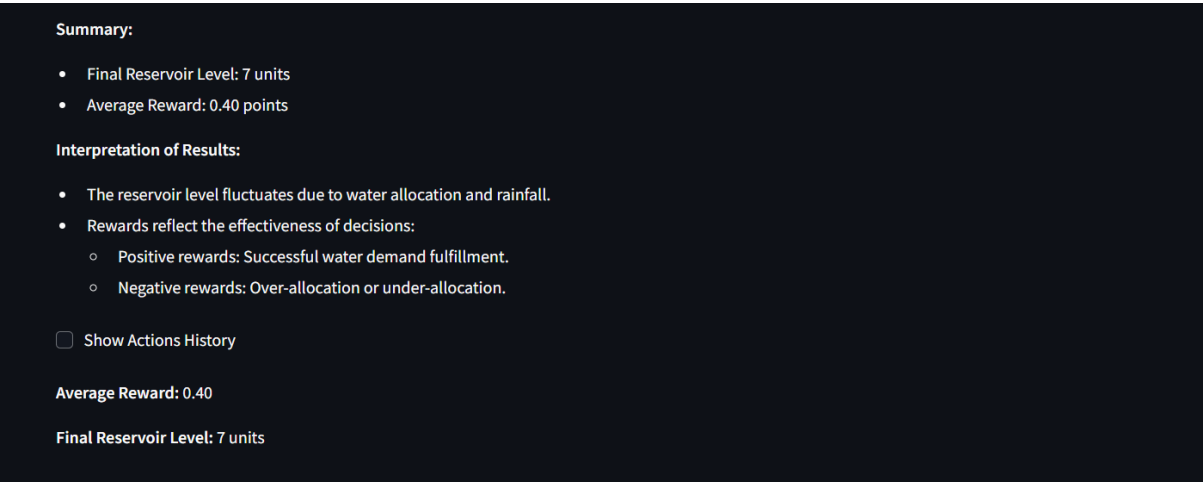 Summary:
• Final Reservoir Level: 7 units
• Average Reward: 0.40 points
Interpretation of Results:
• The reservoir level fluctuates due to water allocation and rainfall.
• Rewards reflect the effectiveness of decisions:
◦ Positive rewards: Successful water demand fulfillment.
◦ Negative rewards: Over-allocation or under-allocation.
Show Actions History
Average Reward: 0.40
Final Reservoir Level: 7 units